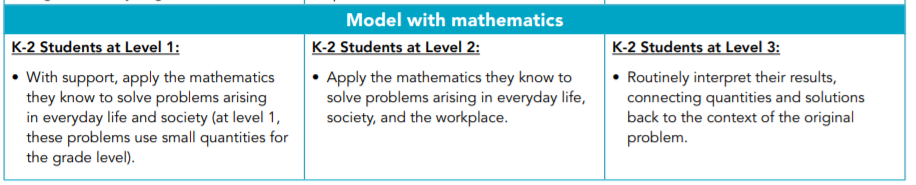 Model with mathematics
K-2 Students at Level 1:
• With support, apply the mathematics
they know to solve problems arising
in everyday life and society (at level 1,
these problems use small quantities for
the grade level).
K-2 Students at Level 2:
• Apply the mathematics they know to
solve problems arising in everyday life,
society, and the workplace.
K-2 Students at Level 3:
• Routinely interpret their results,
connecting quantities and solutions
back to the context of the original
problem.